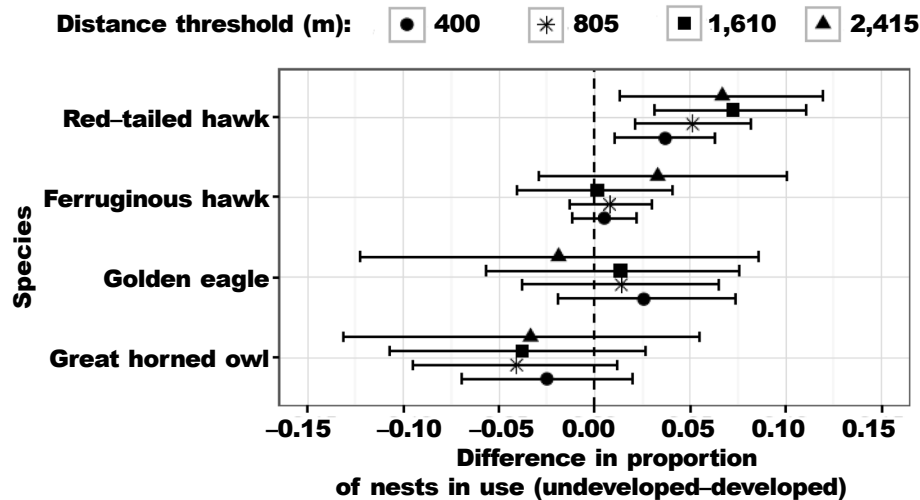 Distance threshold (m): 400 805 1,610 2,415
Red–tailed hawk
Ferruginous hawk
Golden eagle
Great horned owl
Species
–0.15 –0.10 –0.05 0.00 0.05 0.10 0.15
Difference in proportion
of nests in use (undeveloped–developed)